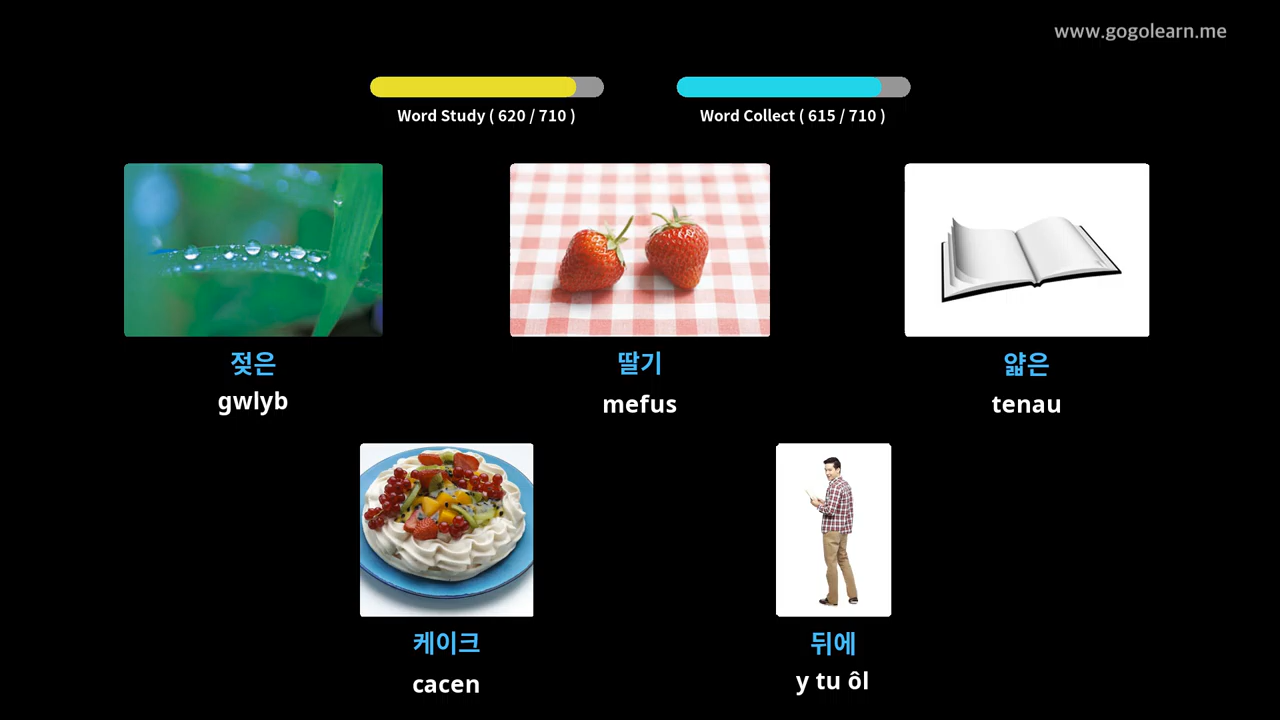 www.gogolearn.me
Word Study ( 620 / 710 )
Word Collect ( 615 / 710 )
젖은
gwlyb
딸기
mefus
얇은
tenau
케이크
cacen
뒤에
y tu ôl